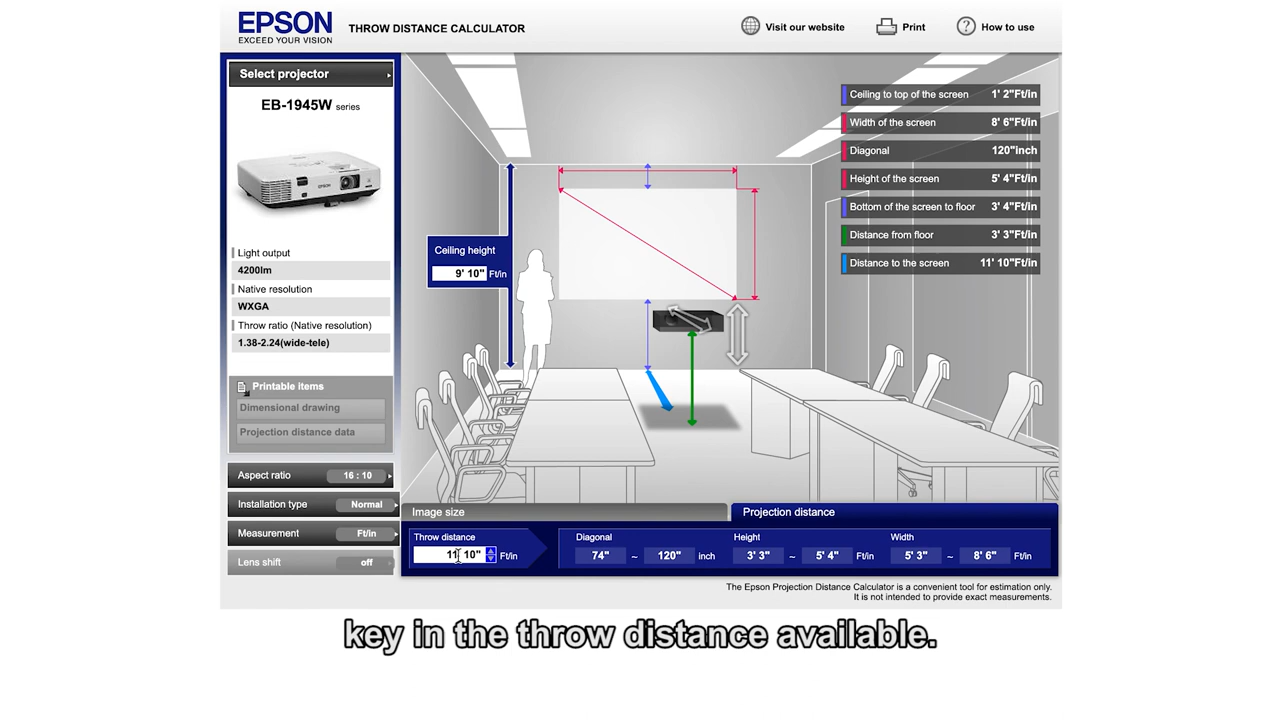 EPSON
EXCEED YOUR VISION
THROW DISTANCE CALCULATOR
Visit our website
Print
? How to use
Select projector
EB-1945W series
EPSON
Light output
4200lm
Native resolution
WXGA
Throw ratio (Native resolution)
1.38-2.24(wide-tele)
Printable items
Dimensional drawing
Projection distance data
Aspect ratio 16 : 10
Installation type Normal
Measurement Ft/in
Lens shift off
Ceiling height
9' 10" Ft/in
Ceiling to top of the screen 1' 2"Ft/in
Width of the screen 8' 6"Ft/in
Diagonal 120"inch
Height of the screen 5' 4"Ft/in
Bottom of the screen to floor 3' 4"Ft/in
Distance from floor 3' 3"Ft/in
Distance to the screen 11' 10"Ft/in
Image size
Projection distance
Throw distance
11' 10" Ft/in
Diagonal
74" ~ 120" inch
Height
3' 3" ~ 5' 4" Ft/in
Width
5' 3" ~ 8' 6" Ft/in
The Epson Projection Distance Calculator is a convenient tool for estimation only.
It is not intended to provide exact measurements.
key in the throw distance available.